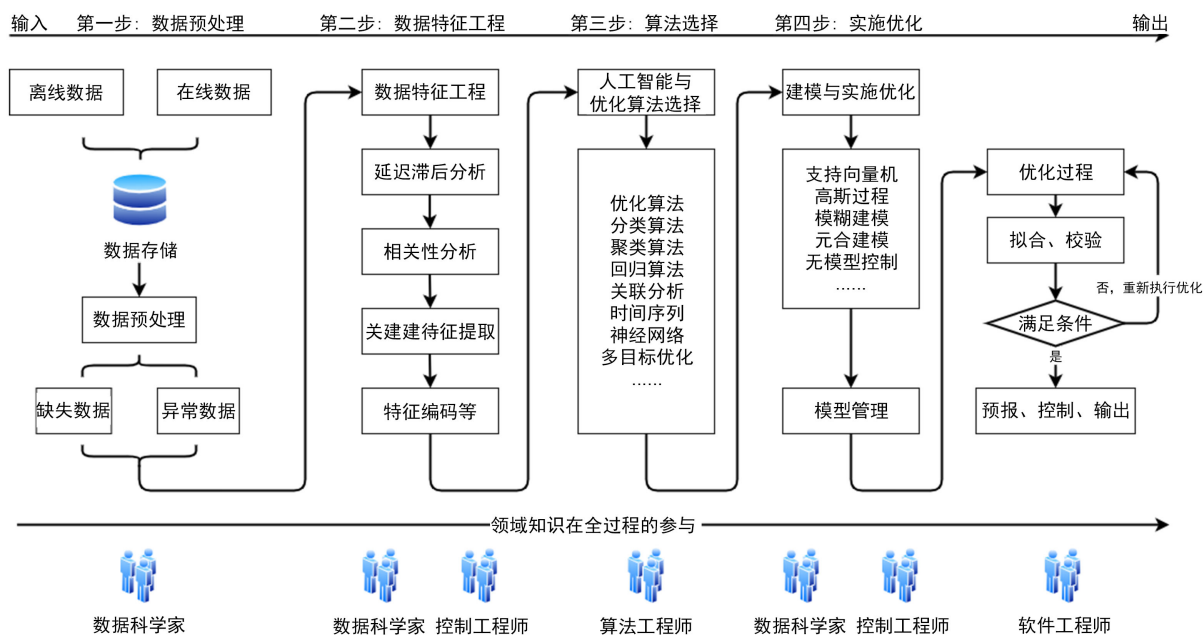 输入
第一步：数据预处理
第二步：数据特征工程
第三步：算法选择
第四步：实施优化
输出
离线数据
在线数据
数据存储
数据预处理
缺失数据
异常数据
数据特征工程
延迟滞后分析
相关性分析
关建建待征提取
特征编码等
人工智能与
优化算法选择
优化算法
分类算法
聚类算法
回归算法
关联分析
时间序列
神经网络
多目标优化
……
建模与实施优化
支持向量机
高斯过程
模糊建模
元合建模
无模型控制
……
模型管理
优化过程
拟合、校验
满足条件
否，重新执行优化
是
预报、控制、输出
领域知识在全过程的参与
数据科学家
数据科学家
控制工程师
算法工程师
数据科学家
控制工程师
软件工程师